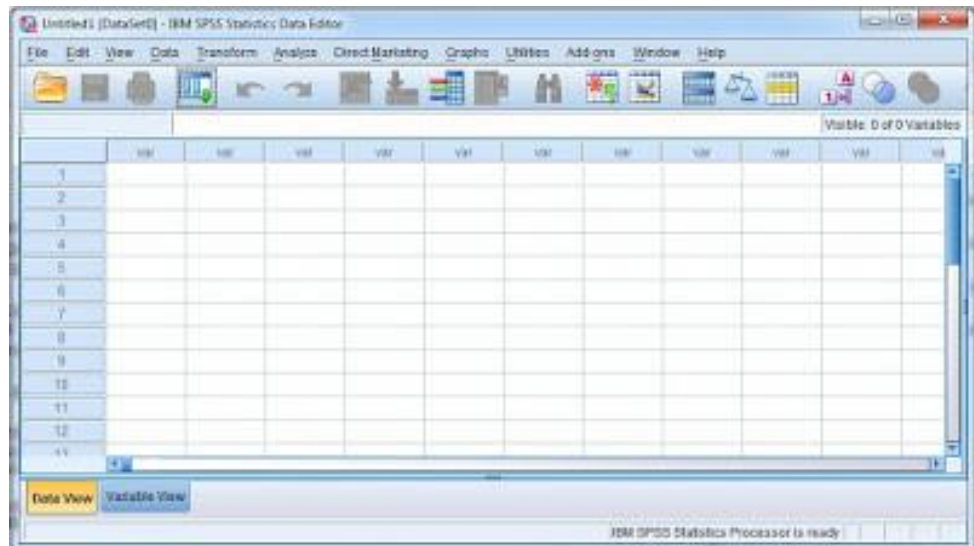 Untitled1 [DataSet0] - IBM SPSS Statistics Data Editor
File Edit View Data Transform Analyze Direct Marketing Graphs Utilities Add-ons Window Help
A
1
Visible: 0 of 0 Variables
var var var var var var var var var var va
1
2
3
4
5
6
7
8
9
10
11
12
13
Data View Variable View
IBM SPSS Statistics Processor is ready